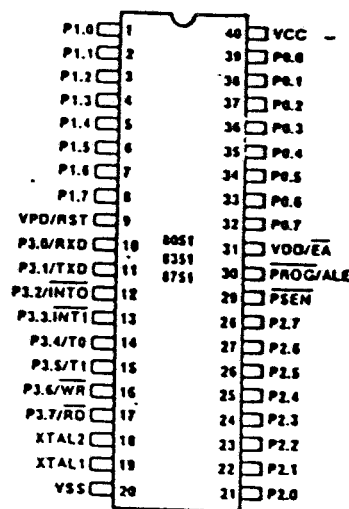 P1.0 1 40 VCC
P1.1 2 39 P0.0
P1.2 3 38 P0.1
P1.3 4 37 P0.2
P1.4 5 36 P0.3
P1.5 6 35 P0.4
P1.6 7 34 P0.5
P1.7 8 33 P0.6
VPD/RST 9 32 P0.7
P3.0/RXD 10 31 VDD/EA
P3.1/TXD 11 30 PROG/ALE
P3.2/INTO 12 29 PSEN
P3.3.INT1 13 28 P2.7
P3.4/T0 14 27 P2.6
P3.5/T1 15 26 P2.5
P3.6/WR 16 25 P2.4
P3.7/RD 17 24 P2.3
XTAL2 18 23 P2.2
XTAL1 19 22 P2.1
VSS 20 21 P2.0
8051
8351
8751